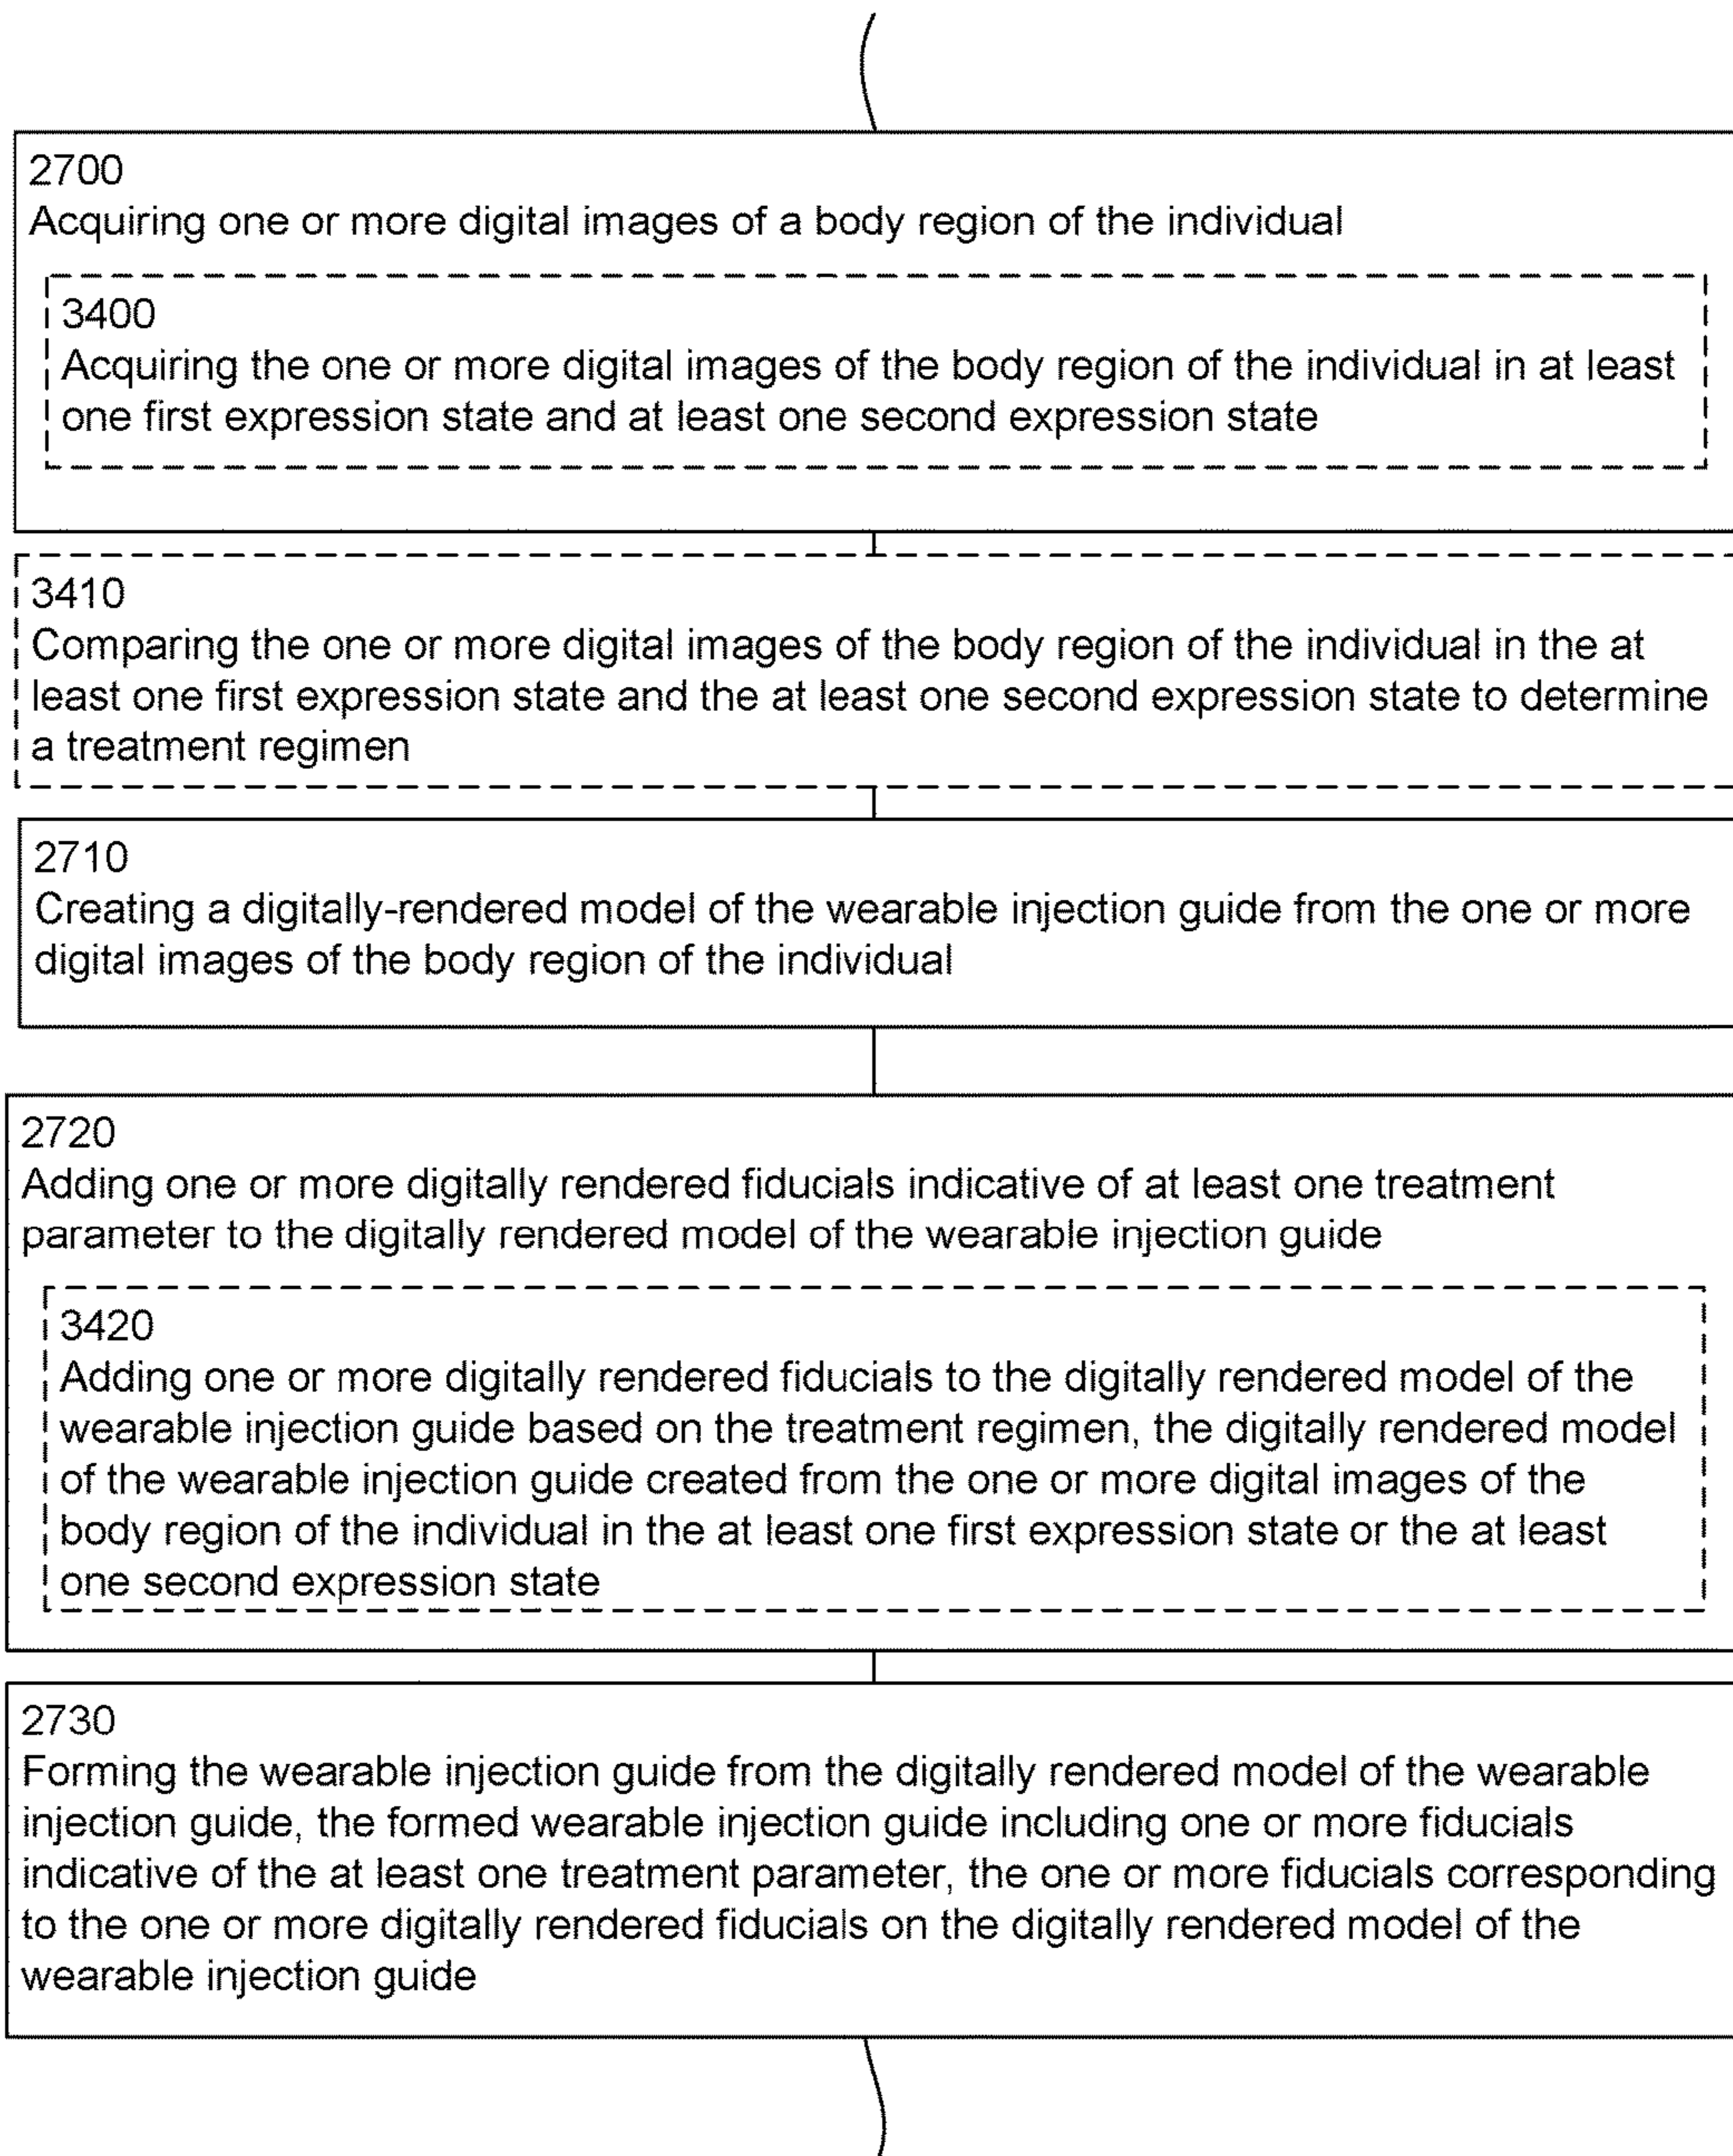 2700
Acquiring one or more digital images of a body region of the individual
3400
Acquiring the one or more digital images of the body region of the individual in at least
one first expression state and at least one second expression state
3410
Comparing the one or more digital images of the body region of the individual in the at
least one first expression state and the at least one second expression state to determine
a treatment regimen
2710
Creating a digitally-rendered model of the wearable injection guide from the one or more
digital images of the body region of the individual
2720
Adding one or more digitally rendered fiducials indicative of at least one treatment
parameter to the digitally rendered model of the wearable injection guide
3420
Adding one or more digitally rendered fiducials to the digitally rendered model of the
wearable injection guide based on the treatment regimen, the digitally rendered model
of the wearable injection guide created from the one or more digital images of the
body region of the individual in the at least one first expression state or the at least
one second expression state
2730
Forming the wearable injection guide from the digitally rendered model of the wearable
injection guide, the formed wearable injection guide including one or more fiducials
indicative of the at least one treatment parameter, the one or more fiducials corresponding
to the one or more digitally rendered fiducials on the digitally rendered model of the
wearable injection guide